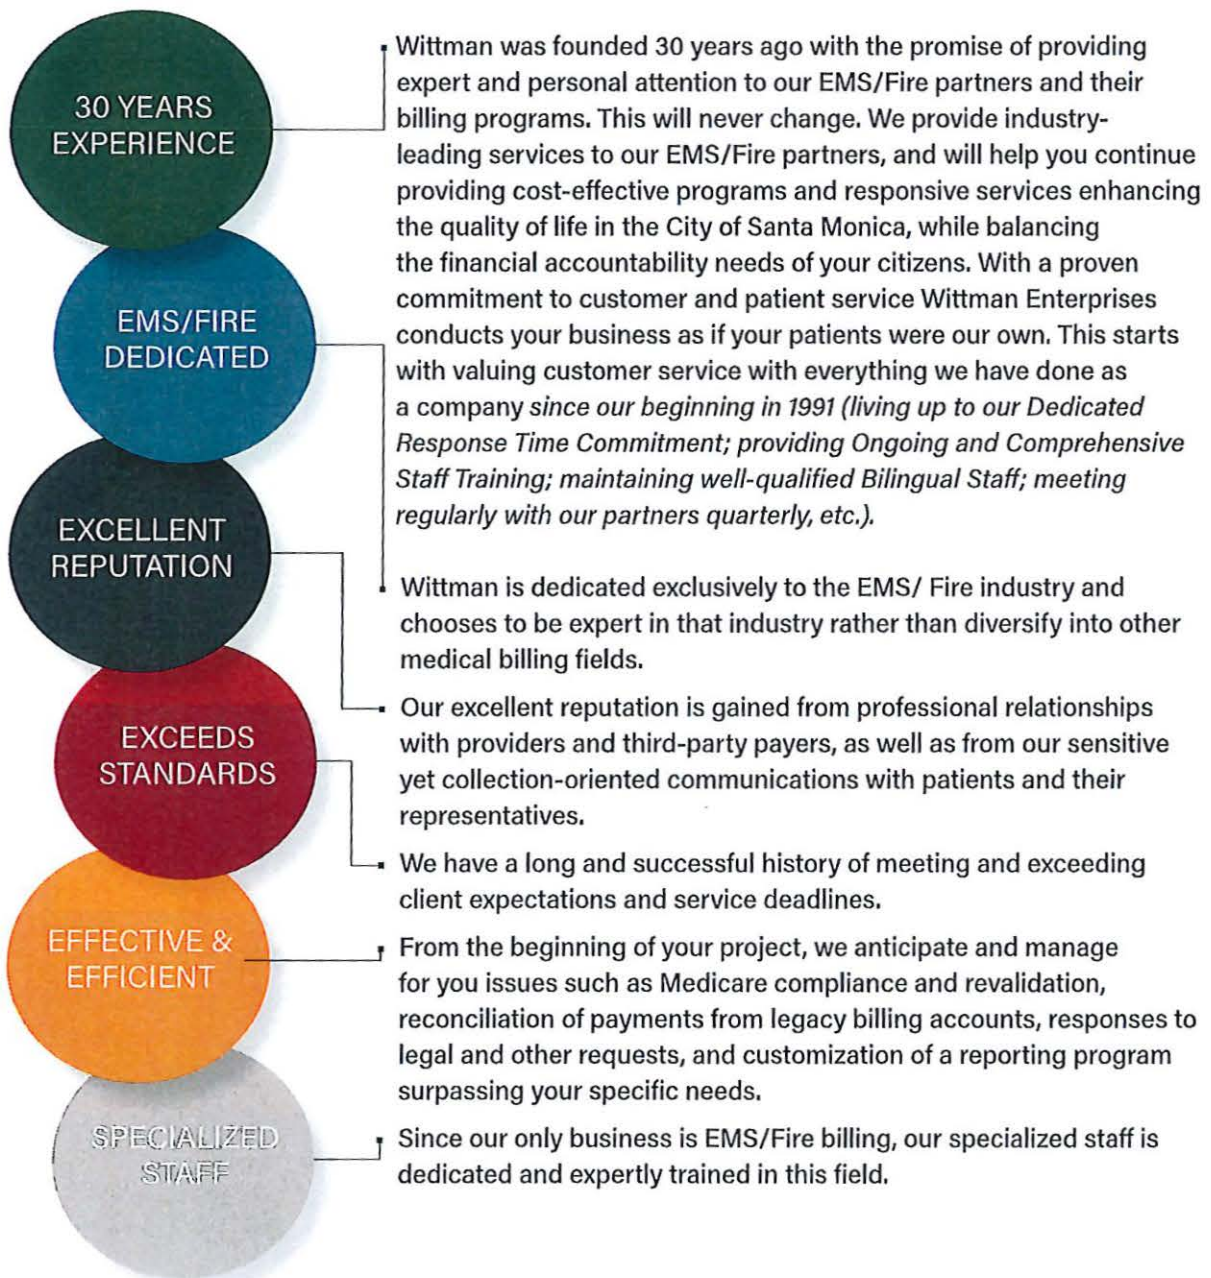 30 YEARS
EXPERIENCE
Wittman was founded 30 years ago with the promise of providing
expert and personal attention to our EMS/Fire partners and their
billing programs. This will never change. We provide industry-
leading services to our EMS/Fire partners, and will help you continue
providing cost-effective programs and responsive services enhancing
the quality of life in the City of Santa Monica, while balancing
the financial accountability needs of your citizens. With a proven
commitment to customer and patient service Wittman Enterprises
conducts your business as if your patients were our own. This starts
with valuing customer service with everything we have done as
a company since our beginning in 1991 (living up to our Dedicated
Response Time Commitment; providing Ongoing and Comprehensive
Staff Training; maintaining well-qualified Bilingual Staff; meeting
regularly with our partners quarterly, etc.).
EMS/FIRE
DEDICATED
Wittman is dedicated exclusively to the EMS/ Fire industry and
chooses to be expert in that industry rather than diversify into other
medical billing fields.
EXCELLENT
REPUTATION
Our excellent reputation is gained from professional relationships
with providers and third-party payers, as well as from our sensitive
yet collection-oriented communications with patients and their
representatives.
EXCEEDS
STANDARDS
We have a long and successful history of meeting and exceeding
client expectations and service deadlines.
EFFECTIVE &
EFFICIENT
From the beginning of your project, we anticipate and manage
for you issues such as Medicare compliance and revalidation,
reconciliation of payments from legacy billing accounts, responses to
legal and other requests, and customization of a reporting program
surpassing your specific needs.
SPECIALIZED
STAFF
Since our only business is EMS/Fire billing, our specialized staff is
dedicated and expertly trained in this field.